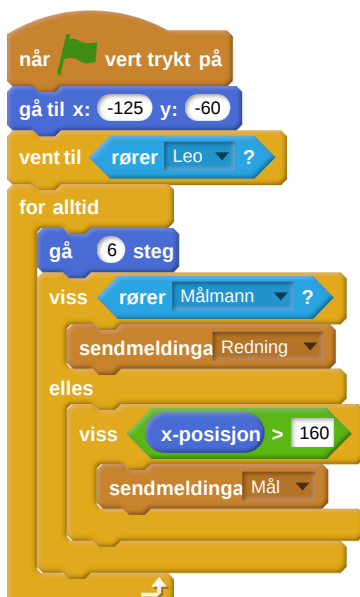 når vert trykt på
gå til x: -125 y: -60
vent til rører Leo ?
for alltid
gå 6 steg
viss rører Målmann ?
sendmeldinga Redning
elles
viss x-posisjon > 160
sendmeldinga Mål